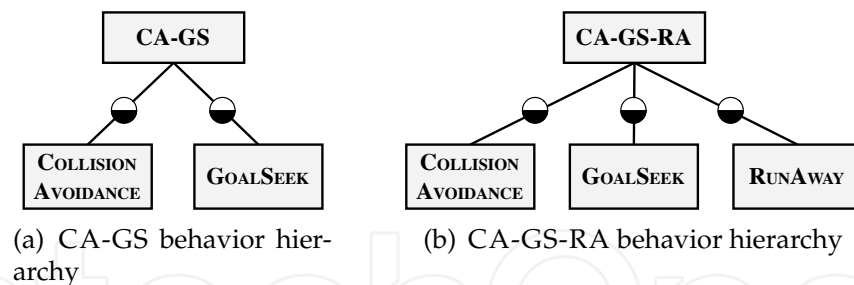 CA-GS
COLLISION
AVOIDANCE
GOALSEEK
(a) CA-GS behavior hier-
archy
CA-GS-RA
COLLISION
AVOIDANCE
GOALSEEK
RUNAWAY
(b) CA-GS-RA behavior hierarchy